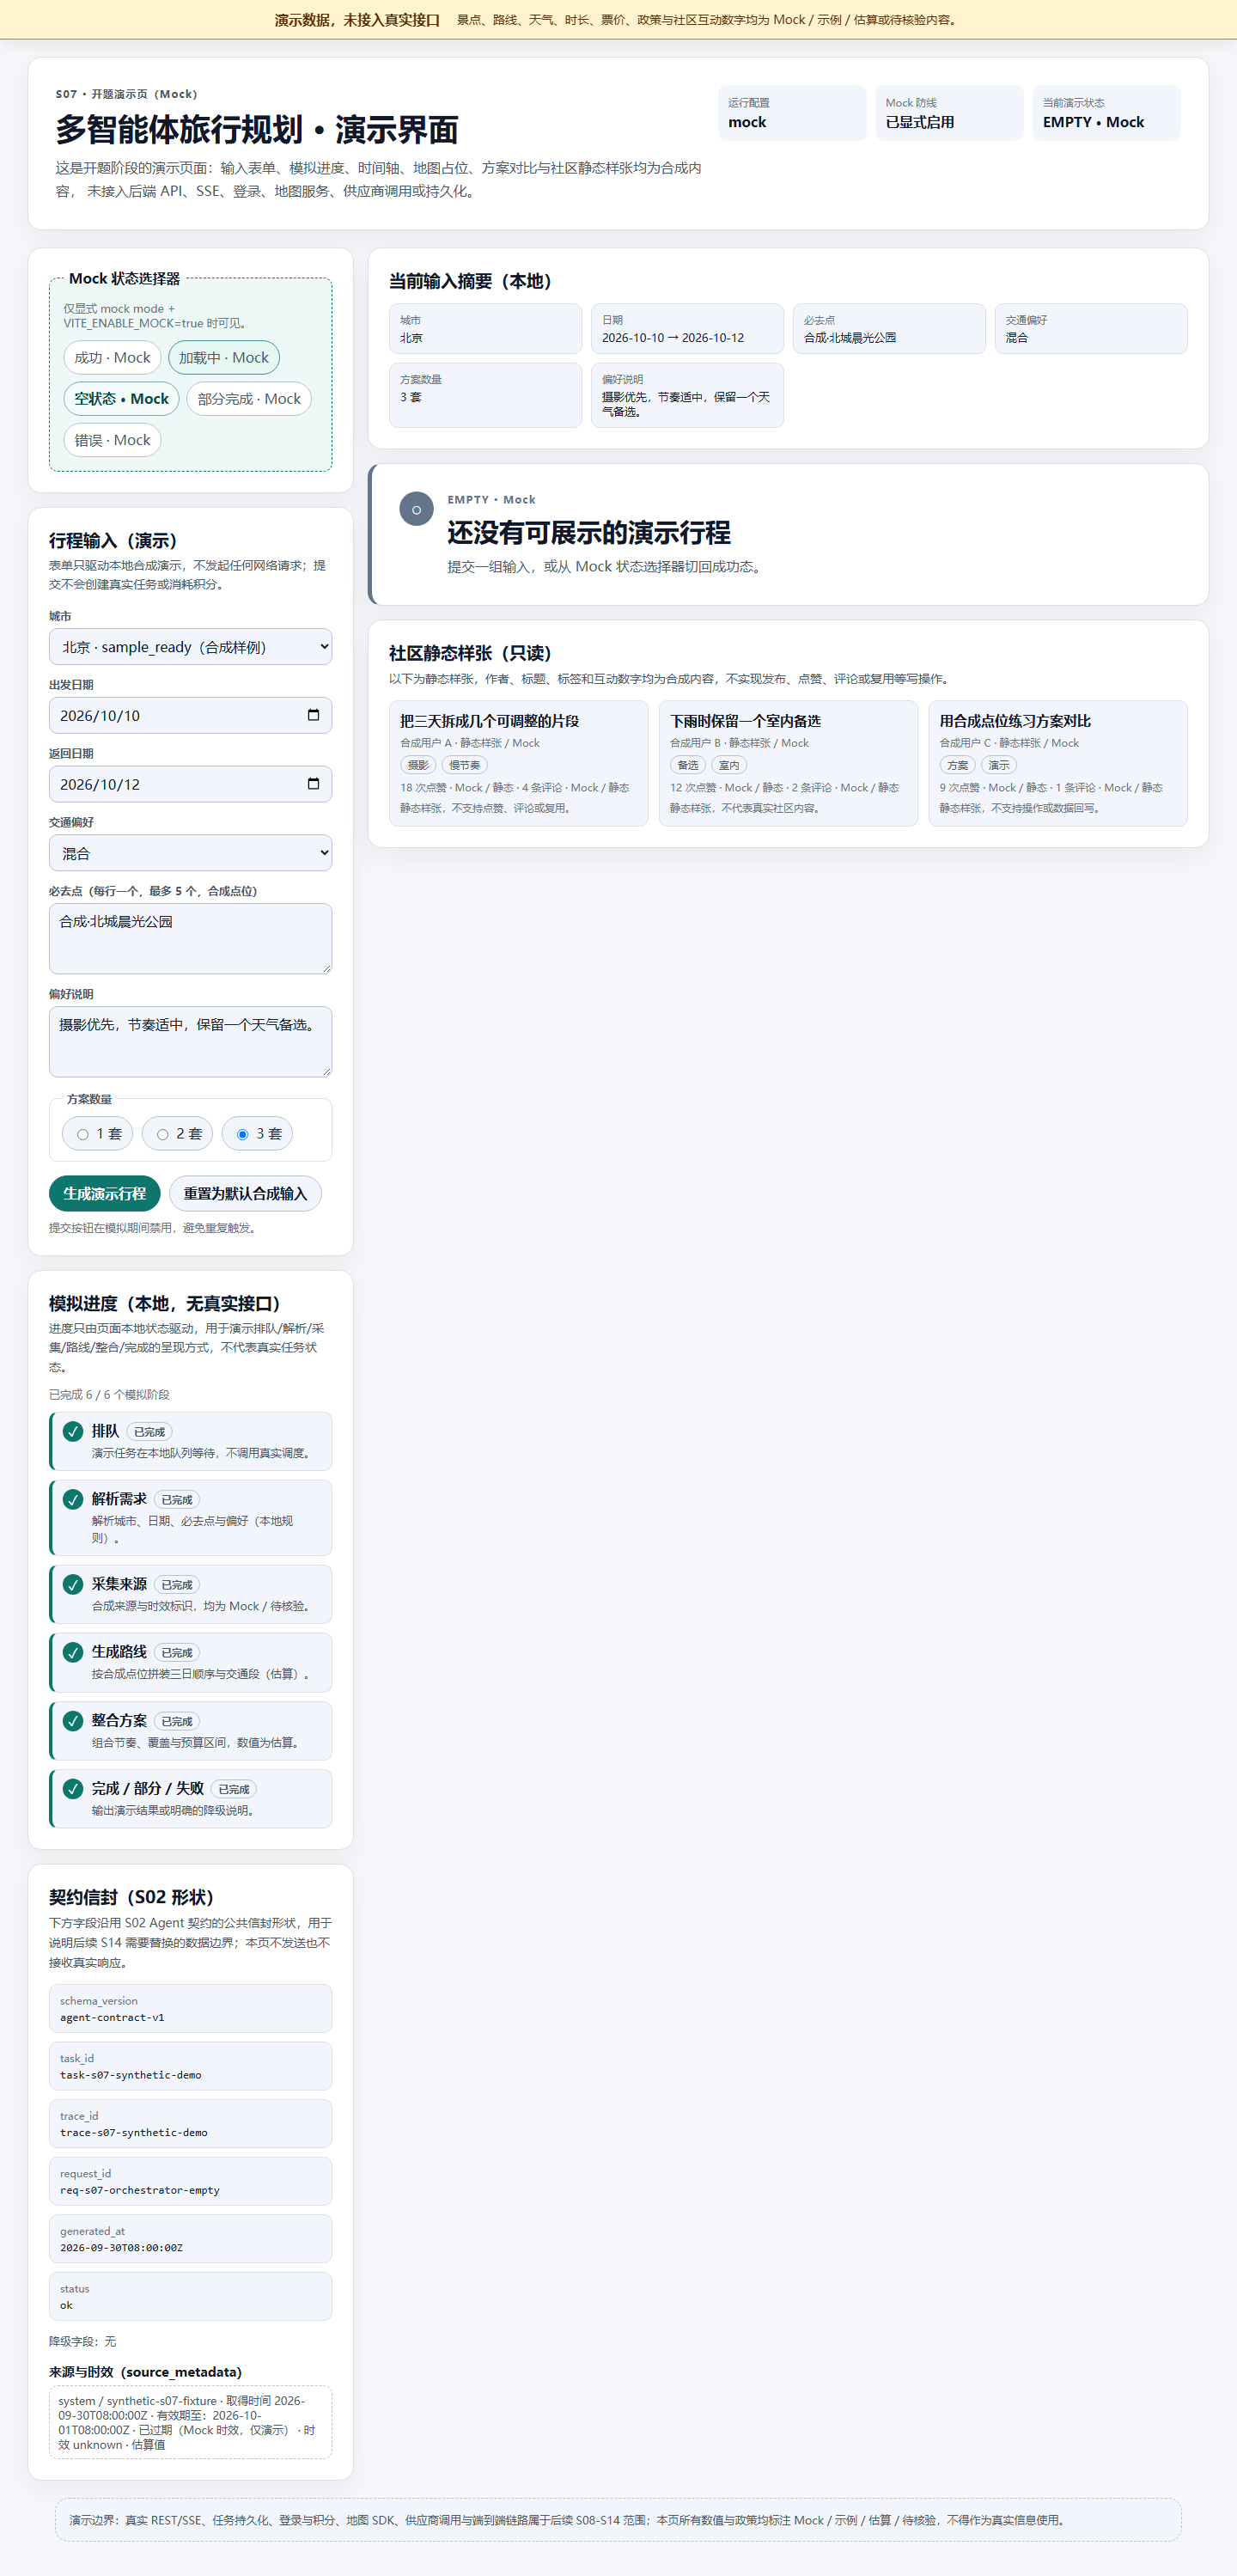 演示数据，未接入真实接口 景点、路线、天气、时长、票价、政策与社区互动数字均为 Mock / 示例 / 估算或待核验内容。
S07 • 开题演示页（Mock）
多智能体旅行规划 • 演示界面
这是开题阶段的演示页面：输入表单、模拟进度、时间轴、地图占位、方案对比与社区静态样张均为合成内
容， 未接入后端 API、SSE、登录、地图服务、供应商调用或持久化。
运行配置
mock
Mock 防线
已显式启用
当前演示状态
EMPTY • Mock
Mock 状态选择器
仅显式 mock mode +
VITE_ENABLE_MOCK=true 时可见。
成功 · Mock
加载中 · Mock
空状态 • Mock
部分完成 · Mock
错误 · Mock
行程输入（演示）
表单只驱动本地合成演示，不发起任何网络请求；提
交不会创建真实任务或消耗积分。
城市
北京 · sample_ready（合成样例）
出发日期
2026/10/10
返回日期
2026/10/12
交通偏好
混合
必去点（每行一个，最多 5 个，合成点位）
合成·北城晨光公园
偏好说明
摄影优先，节奏适中，保留一个天气备选。
方案数量
1 套
2 套
3 套
生成演示行程
重置为默认合成输入
提交按钮在模拟期间禁用，避免重复触发。
模拟进度（本地，无真实接口）
进度只由页面本地状态驱动，用于演示排队/解析/采
集/路线/整合/完成的呈现方式，不代表真实任务状
态。
已完成 6 / 6 个模拟阶段
✓ 排队 已完成
演示任务在本地队列等待，不调用真实调度。
✓ 解析需求 已完成
解析城市、日期、必去点与偏好（本地规
则）。
✓ 采集来源 已完成
合成来源与时效标识，均为 Mock / 待核验。
✓ 生成路线 已完成
按合成点位拼装三日顺序与交通段（估算）。
✓ 整合方案 已完成
组合节奏、覆盖与预算区间，数值为估算。
✓ 完成 / 部分 / 失败 已完成
输出演示结果或明确的降级说明。
契约信封（S02 形状）
下方字段沿用 S02 Agent 契约的公共信封形状，用于
说明后续 S14 需要替换的数据边界；本页不发送也不
接收真实响应。
schema_version
agent-contract-v1
task_id
task-s07-synthetic-demo
trace_id
trace-s07-synthetic-demo
request_id
req-s07-orchestrator-empty
generated_at
2026-09-30T08:00:00Z
status
ok
降级字段：无
来源与时效（source_metadata）
system / synthetic-s07-fixture · 取得时间 2026-
09-30T08:00:00Z · 有效期至：2026-10-
01T08:00:00Z · 已过期（Mock 时效，仅演示） · 时
效 unknown · 估算值
当前输入摘要（本地）
城市
北京
日期
2026-10-10 → 2026-10-12
必去点
合成·北城晨光公园
交通偏好
混合
方案数量
3 套
偏好说明
摄影优先，节奏适中，保留一个天
气备选。
EMPTY • Mock
还没有可展示的演示行程
提交一组输入，或从 Mock 状态选择器切回成功态。
社区静态样张（只读）
以下为静态样张，作者、标题、标签和互动数字均为合成内容，不实现发布、点赞、评论或复用等写操作。
把三天拆成几个可调整的片段
合成用户 A · 静态样张 / Mock
摄影 慢节奏
18 次点赞 · Mock / 静态 · 4 条评论 · Mock / 静态
静态样张，不支持点赞、评论或复用。
下雨时保留一个室内备选
合成用户 B · 静态样张 / Mock
备选 室内
12 次点赞 · Mock / 静态 · 2 条评论 · Mock / 静态
静态样张，不代表真实社区内容。
用合成点位练习方案对比
合成用户 C · 静态样张 / Mock
方案 演示
9 次点赞 · Mock / 静态 · 1 条评论 · Mock / 静态
静态样张，不支持操作或数据回写。
演示边界：真实 REST/SSE、任务持久化、登录与积分、地图 SDK、供应商调用与端到端链路属于后续 S08-S14 范围；本页所有数值与政策均标注 Mock / 示例 / 估算 / 待核验，不得作为真实信息使用。